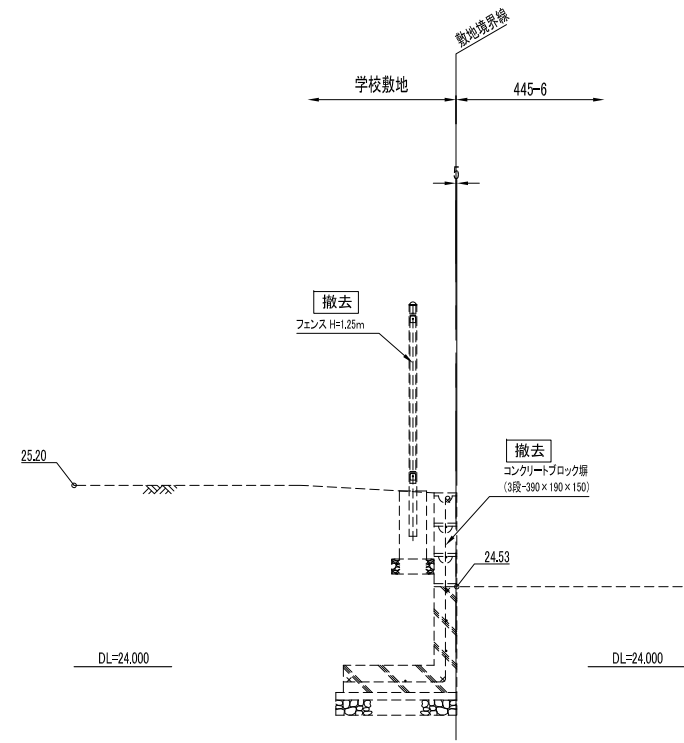 敷地境界線
学校敷地
445-6
5
撤去
フェンス H=1.25m
撤去
コンクリートブロック塀
(3段-390×190×150)
25.20
24.53
DL=24.000
DL=24.000